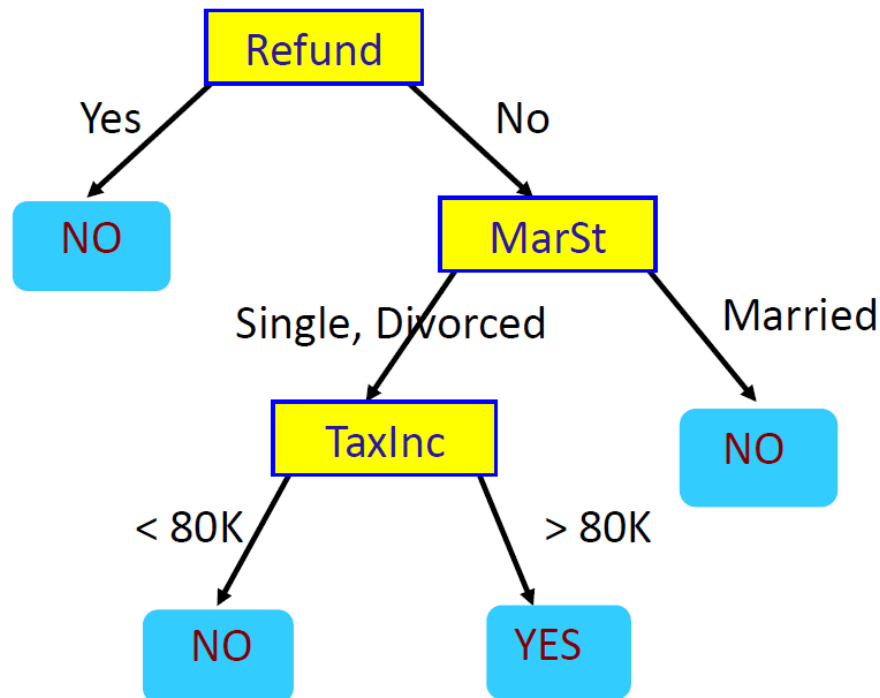 Refund
Yes
No
NO
MarSt
Single, Divorced
Married
TaxInc
NO
< 80K
> 80K
NO
YES